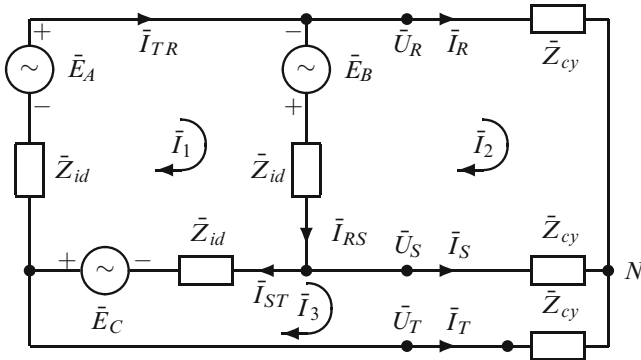 + − Ī_TR Ū_R Ī_R Z̄_cy
∼ Ē_A ∼ Ē_B
− +
Z̄_id Ī_1 Z̄_id Ī_2
Z̄_id Ī_RS Ū_S Ī_S Z̄_cy
+ ∼ − N
Ē_C Ī_ST Ī_3 Ū_T Ī_T Z̄_cy